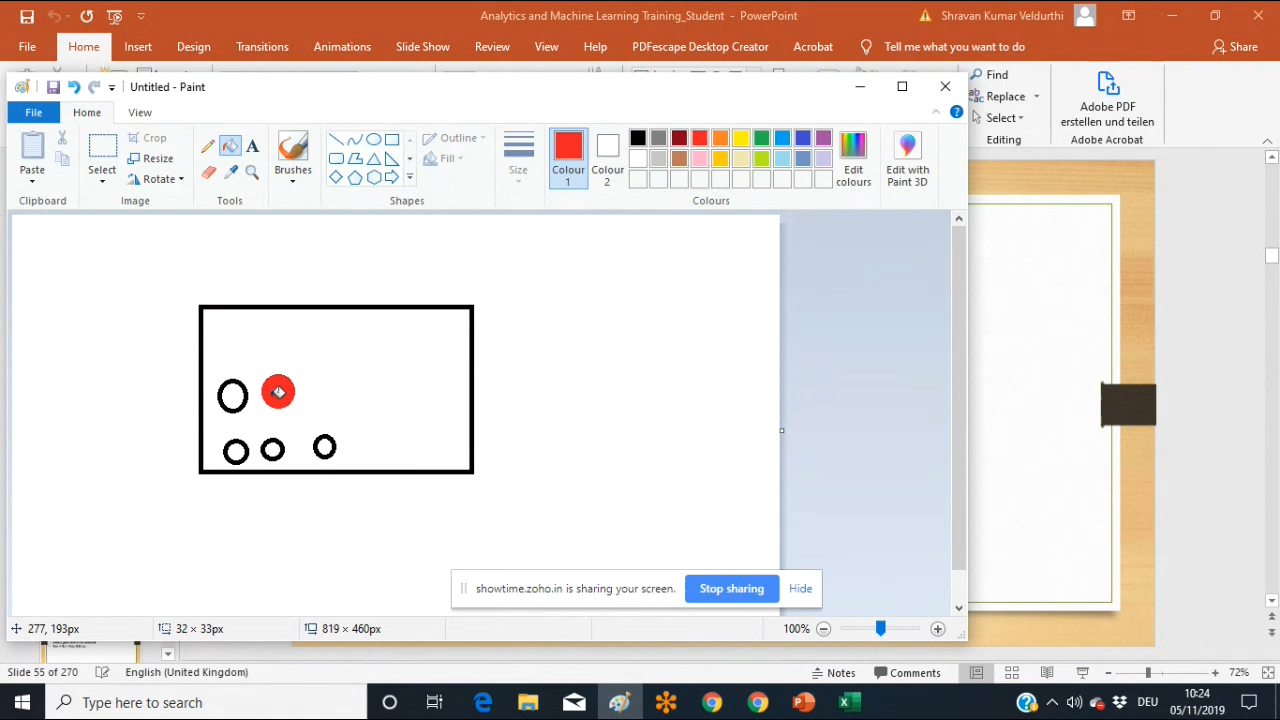 Analytics and Machine Learning Training_Student - PowerPoint
Shravan Kumar Veldurthi
File Home Insert Design Transitions Animations Slide Show Review View Help PDFescape Desktop Creator Acrobat Tell me what you want to do Share
Find
Replace
Select
Editing
Adobe PDF
erstellen und teilen
Adobe Acrobat
Untitled - Paint
File Home View
Paste
Clipboard
Select
Crop
Resize
Rotate
Image
A
Tools
Brushes
Outline
Fill
Shapes
Size
Colour
1
Colour
2
Colours
Edit
colours
Edit with
Paint 3D
showtime.zoho.in is sharing your screen. Stop sharing Hide
277, 193px 32 × 33px 819 × 460px 100%
Slide 55 of 270 English (United Kingdom) Notes Comments 72%
Type here to search
DEU
10:24
05/11/2019